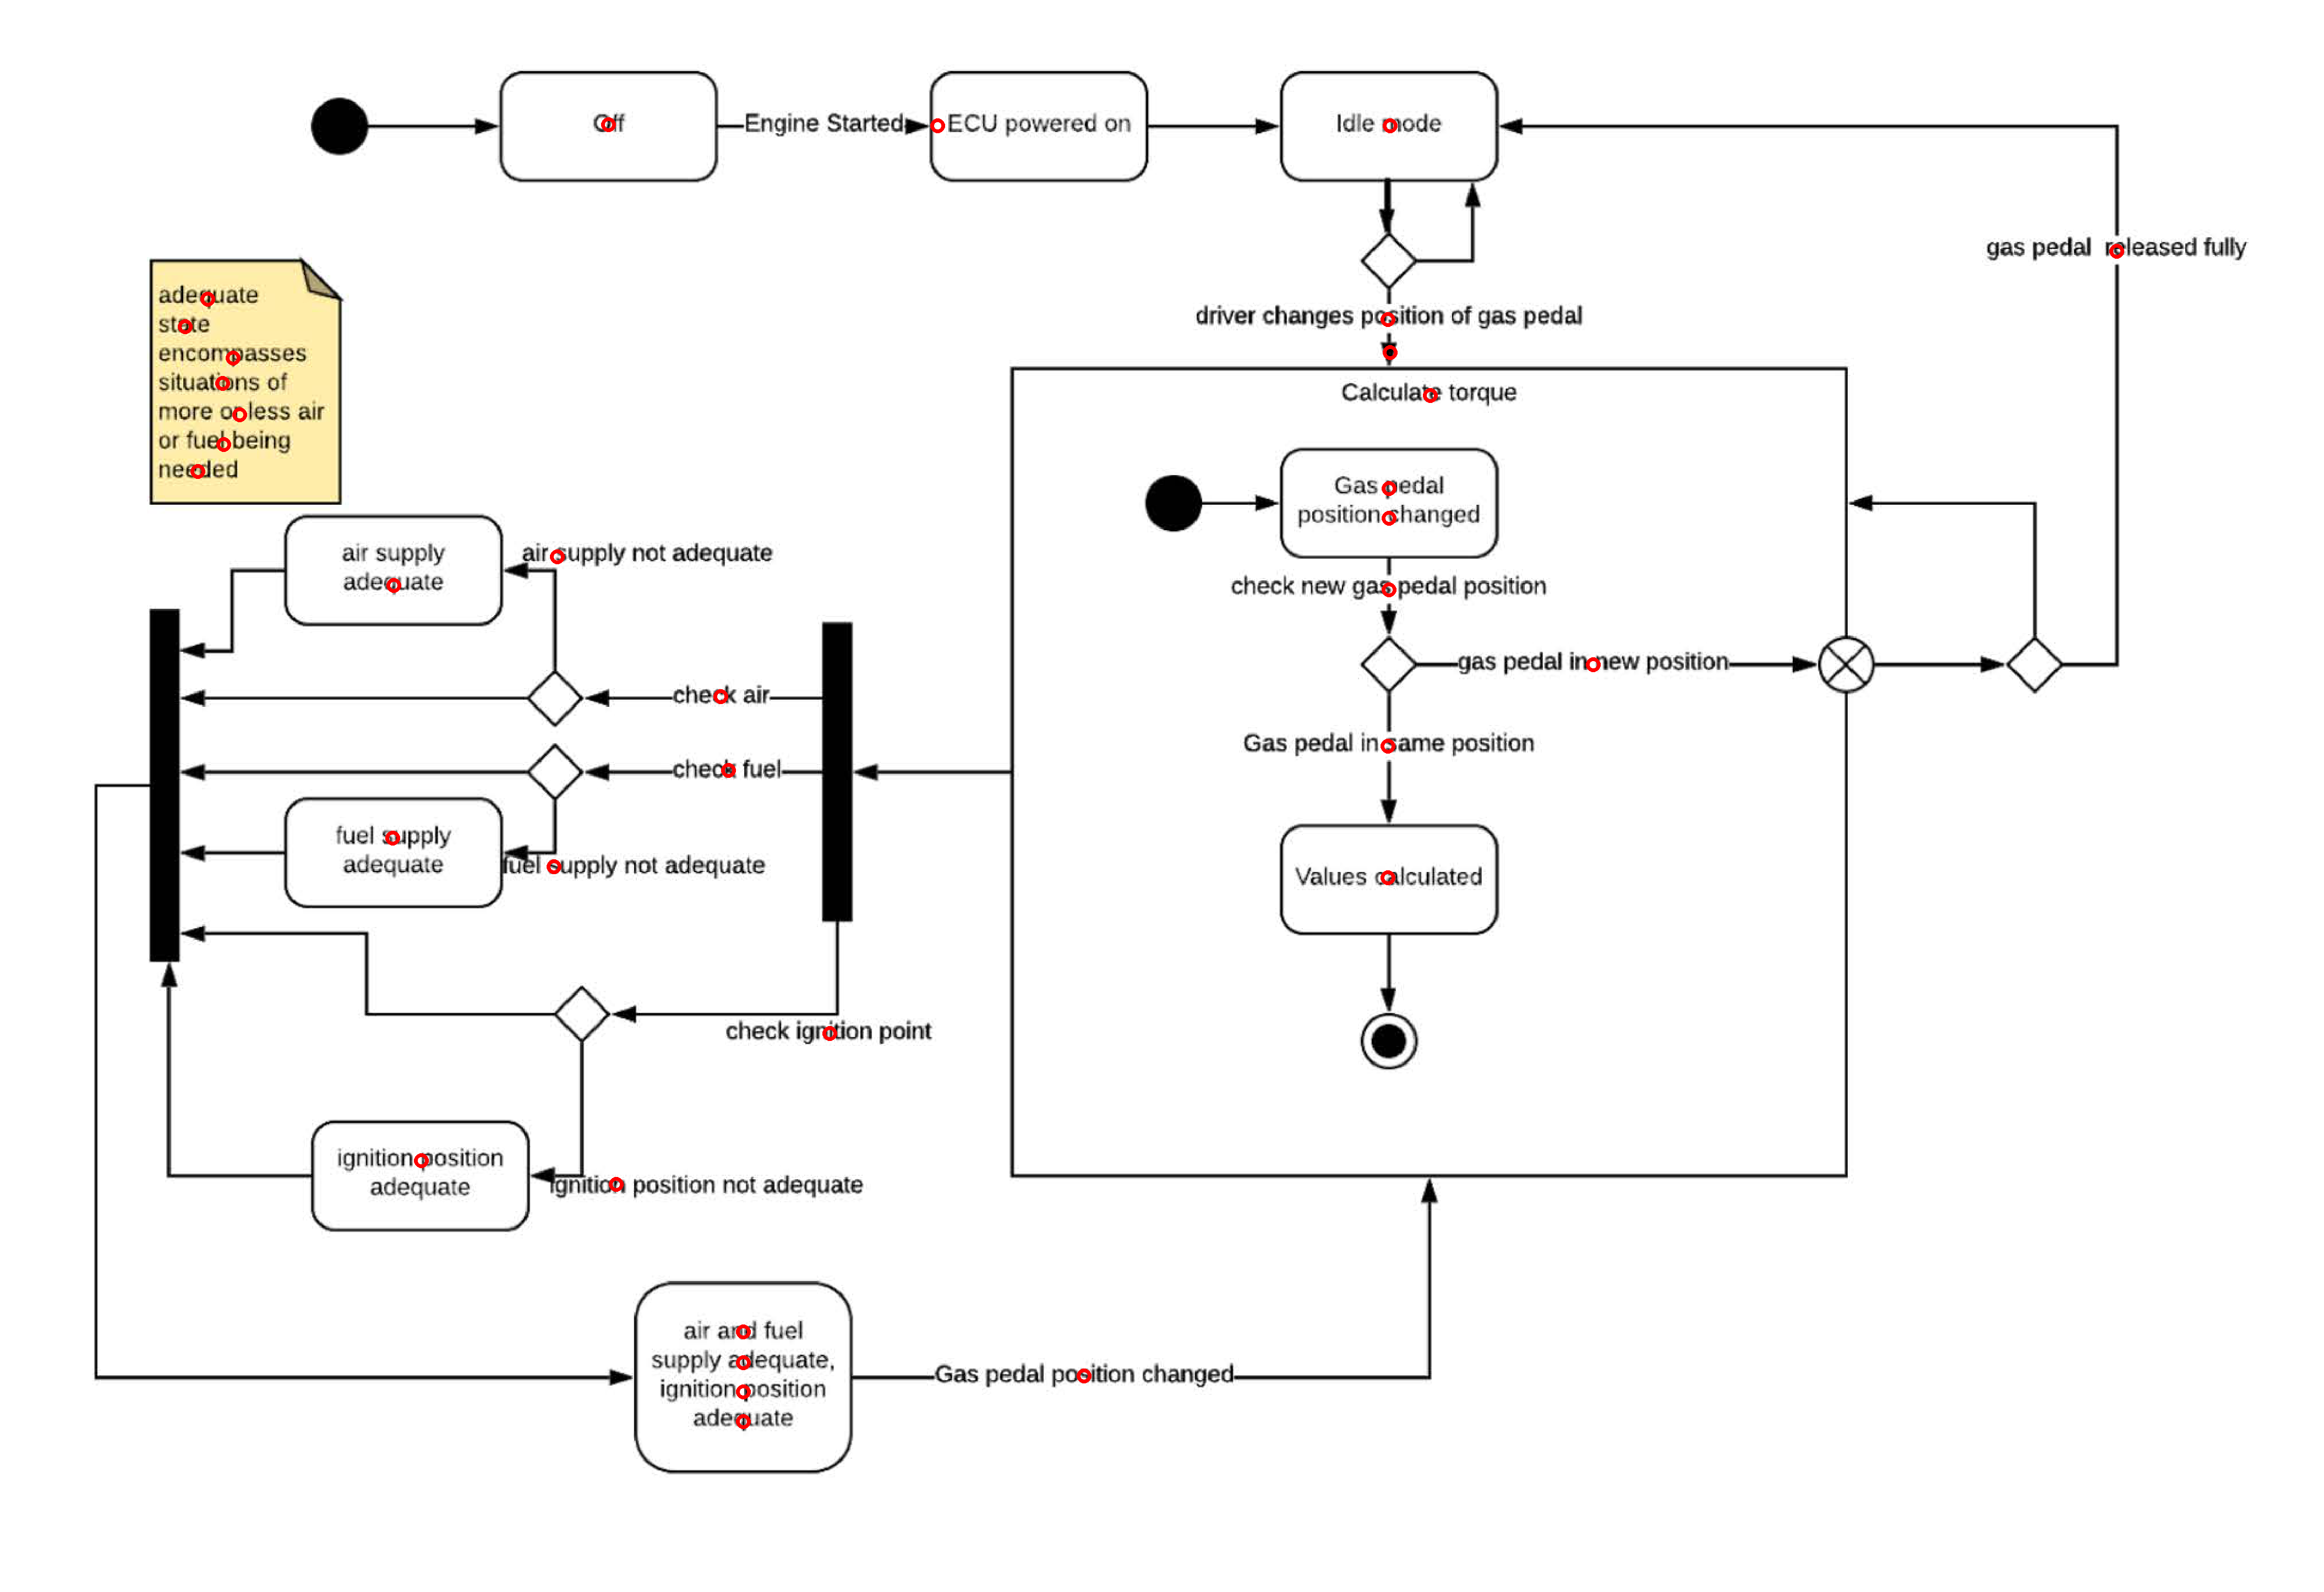 Off
Engine Started
ECU powered on
Idle mode
gas pedal released fully
driver changes position of gas pedal
adequate
state
encompasses
situations of
more or less air
or fuel being
needed
Calculate torque
Gas pedal
position changed
check new gas pedal position
gas pedal in new position
Gas pedal in same position
Values calculated
air supply
adequate
air supply not adequate
check air
check fuel
fuel supply
adequate
fuel supply not adequate
check ignition point
ignition position
adequate
ignition position not adequate
air and fuel
supply adequate,
ignition position
adequate
Gas pedal position changed